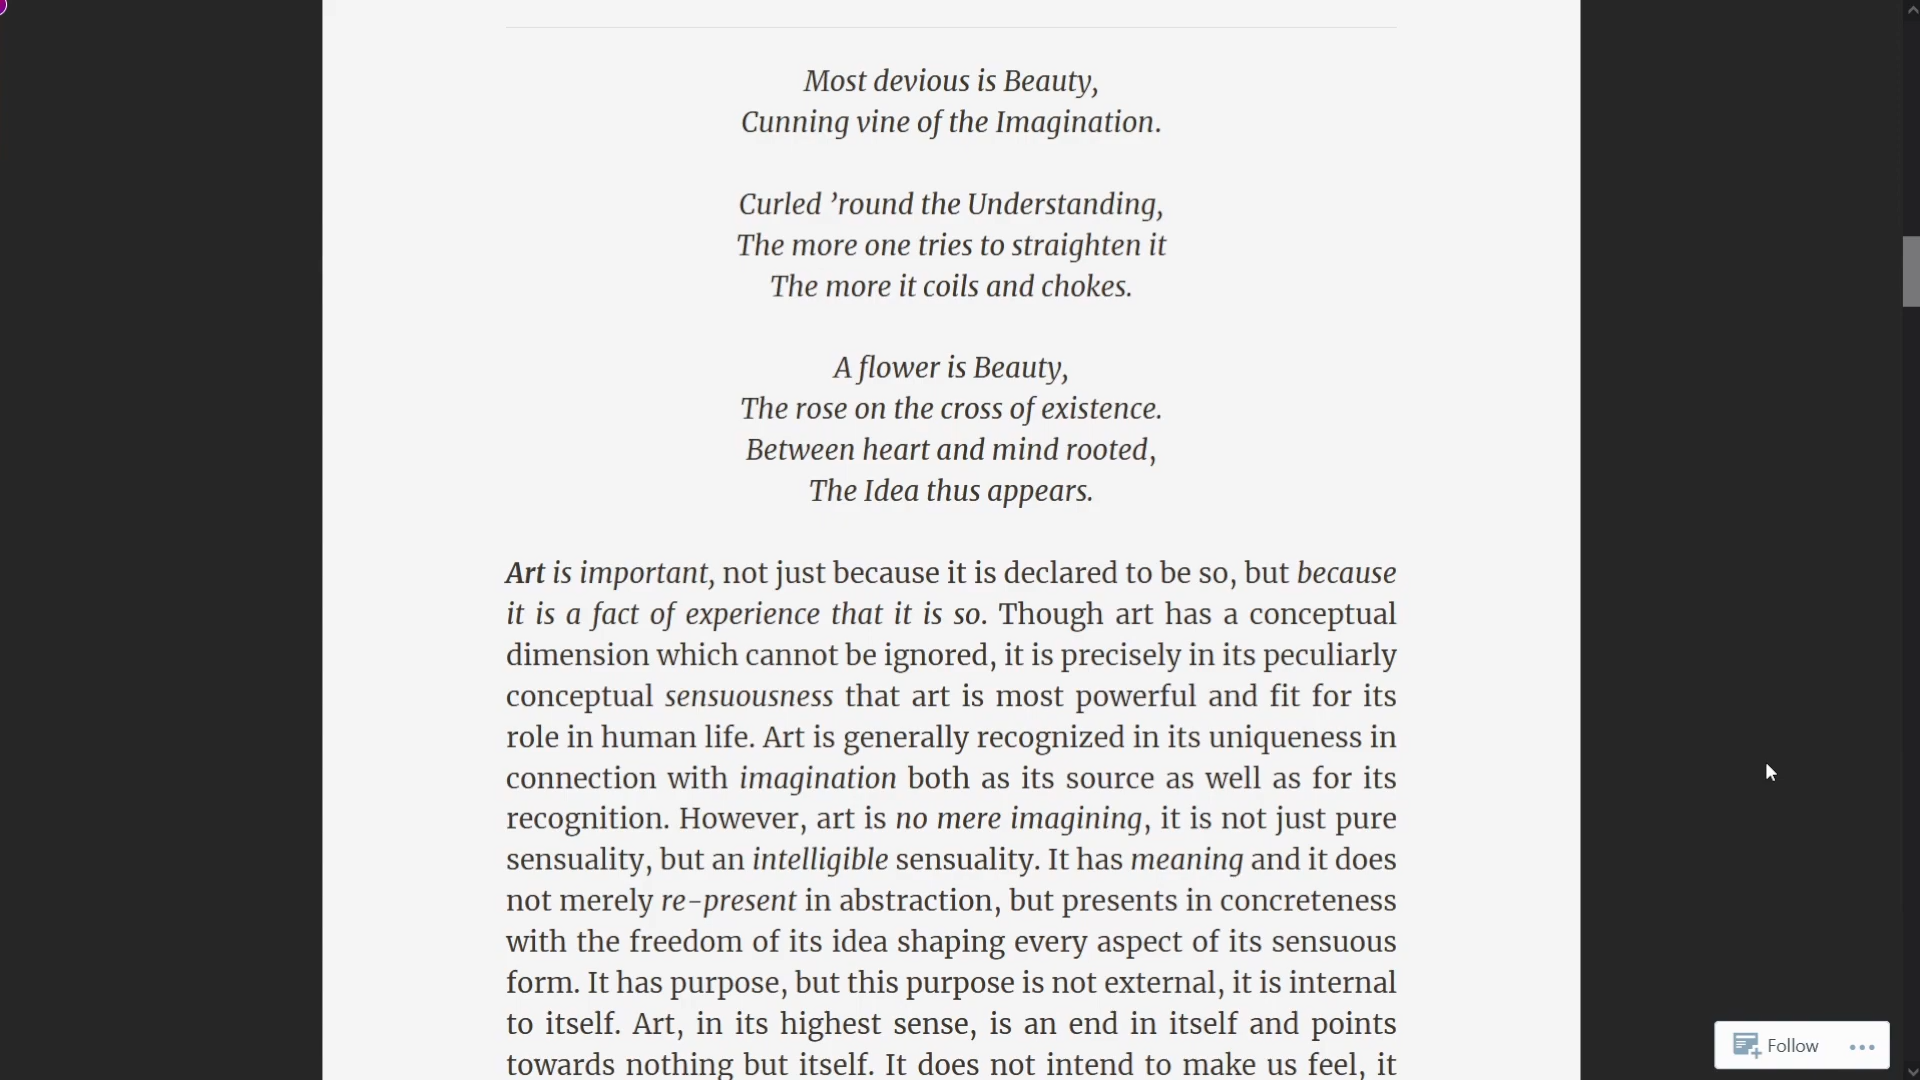 Most devious is Beauty,
Cunning vine of the Imagination.
Curled ’round the Understanding,
The more one tries to straighten it
The more it coils and chokes.
A flower is Beauty,
The rose on the cross of existence.
Between heart and mind rooted,
The Idea thus appears.
Art is important, not just because it is declared to be so, but because
it is a fact of experience that it is so. Though art has a conceptual
dimension which cannot be ignored, it is precisely in its peculiarly
conceptual sensuousness that art is most powerful and fit for its
role in human life. Art is generally recognized in its uniqueness in
connection with imagination both as its source as well as for its
recognition. However, art is no mere imagining, it is not just pure
sensuality, but an intelligible sensuality. It has meaning and it does
not merely re-present in abstraction, but presents in concreteness
with the freedom of its idea shaping every aspect of its sensuous
form. It has purpose, but this purpose is not external, it is internal
to itself. Art, in its highest sense, is an end in itself and points
towards nothing but itself. It does not intend to make us feel, it
Follow